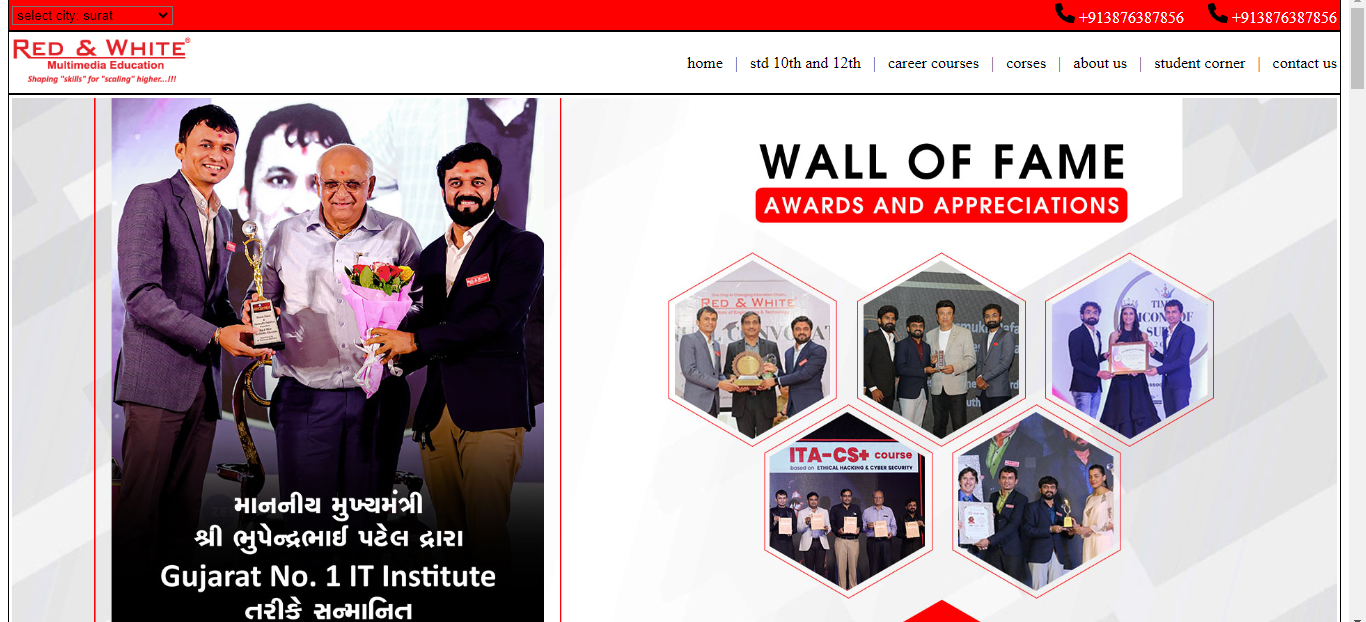 select city: surat
+913876387856
+913876387856
RED & WHITE®
Multimedia Education
Shaping "skills" for "scaling" higher...!!!
home | std 10th and 12th | career courses | corses | about us | student corner | contact us
માનનીય મુખ્યમંત્રી
શ્રી ભુપેન્દ્રભાઈ પટેલ દ્વારા
Gujarat No. 1 IT Institute
તરીકે સન્માનિત
WALL OF FAME
AWARDS AND APPRECIATIONS
RED & WHITE
ITA-CS+ course
based on ETHICAL HACKING & CYBER SECURITY